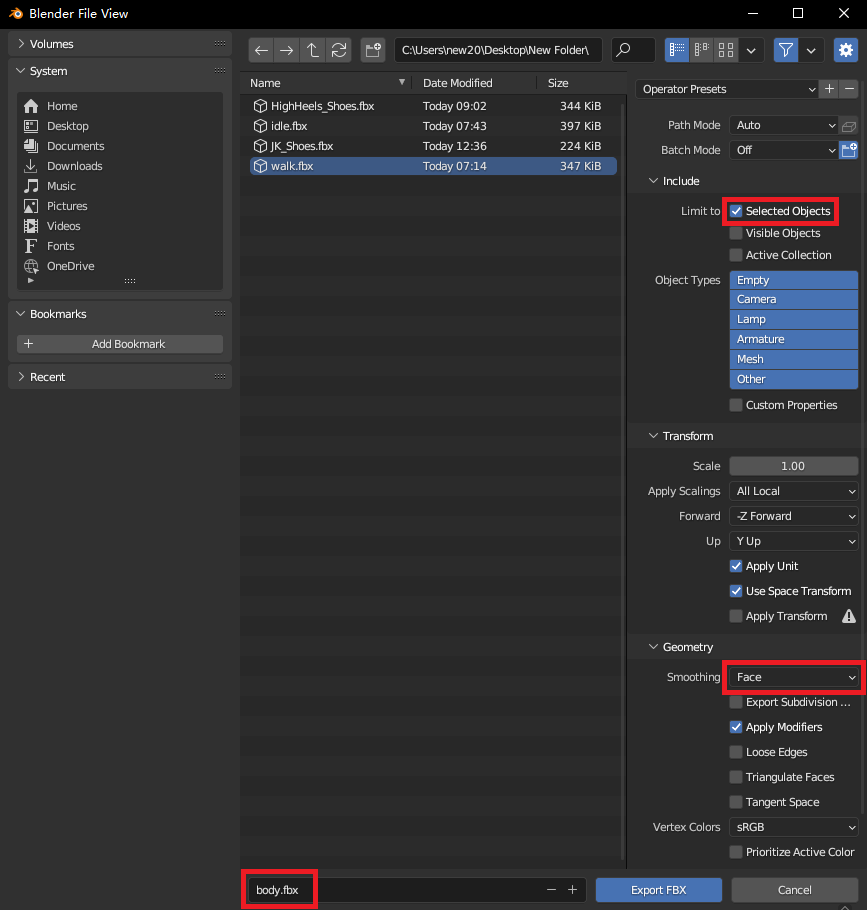 Blender File View
Volumes
System
Home
Desktop
Documents
Downloads
Music
Pictures
Videos
Fonts
OneDrive
Bookmarks
Add Bookmark
Recent
C:\Users\new20\Desktop\New Folder\
Name Date Modified Size
HighHeels_Shoes.fbx Today 09:02 344 KiB
idle.fbx Today 07:43 397 KiB
JK_Shoes.fbx Today 12:36 224 KiB
walk.fbx Today 07:14 347 KiB
Operator Presets
Path Mode Auto
Batch Mode Off
Include
Limit to Selected Objects
Visible Objects
Active Collection
Object Types Empty
Camera
Lamp
Armature
Mesh
Other
Custom Properties
Transform
Scale 1.00
Apply Scalings All Local
Forward -Z Forward
Up Y Up
Apply Unit
Use Space Transform
Apply Transform
Geometry
Smoothing Face
Export Subdivision ...
Apply Modifiers
Loose Edges
Triangulate Faces
Tangent Space
Vertex Colors sRGB
Prioritize Active Color
body.fbx
Export FBX
Cancel